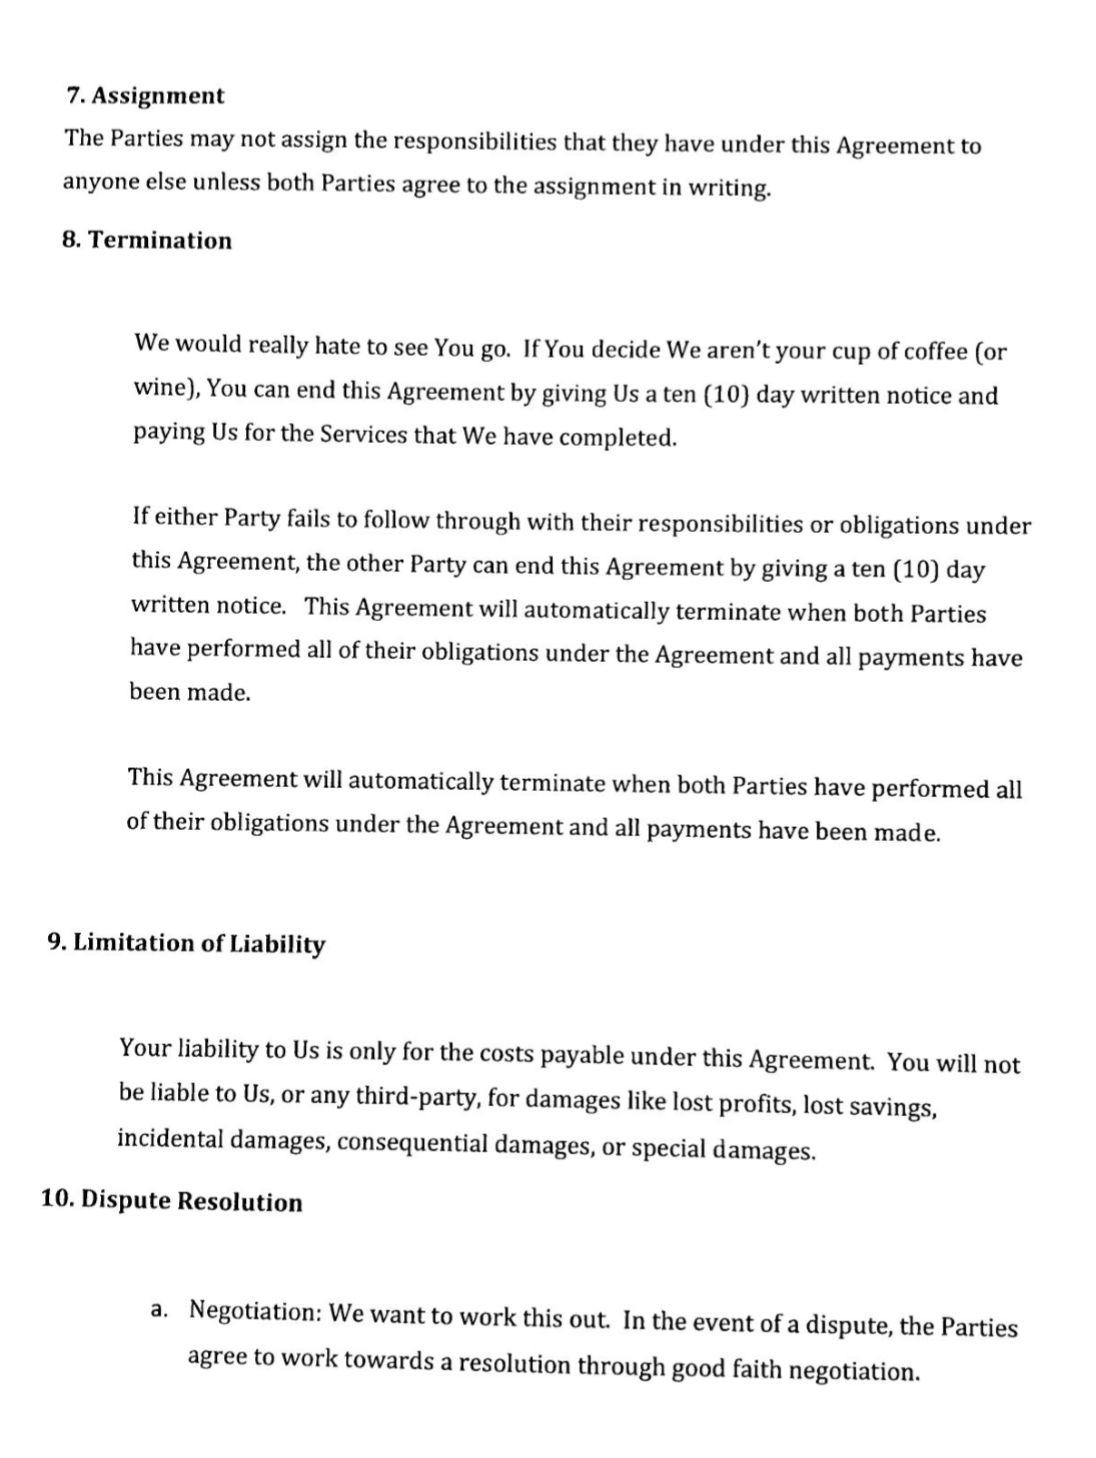 7. Assignment
The Parties may not assign the responsibilities that they have under this Agreement to
anyone else unless both Parties agree to the assignment in writing.
8. Termination
We would really hate to see You go.  If You decide We aren’t your cup of coffee (or
wine), You can end this Agreement by giving Us a ten (10) day written notice and
paying Us for the Services that We have completed.
If either Party fails to follow through with their responsibilities or obligations under
this Agreement, the other Party can end this Agreement by giving a ten (10) day
written notice.   This Agreement will automatically terminate when both Parties
have performed all of their obligations under the Agreement and all payments have
been made.
This Agreement will automatically terminate when both Parties have performed all
of their obligations under the Agreement and all payments have been made.
9. Limitation of Liability
Your liability to Us is only for the costs payable under this Agreement.  You will not
be liable to Us, or any third-party, for damages like lost profits, lost savings,
incidental damages, consequential damages, or special damages.
10. Dispute Resolution
a.   Negotiation: We want to work this out.  In the event of a dispute, the Parties
agree to work towards a resolution through good faith negotiation.